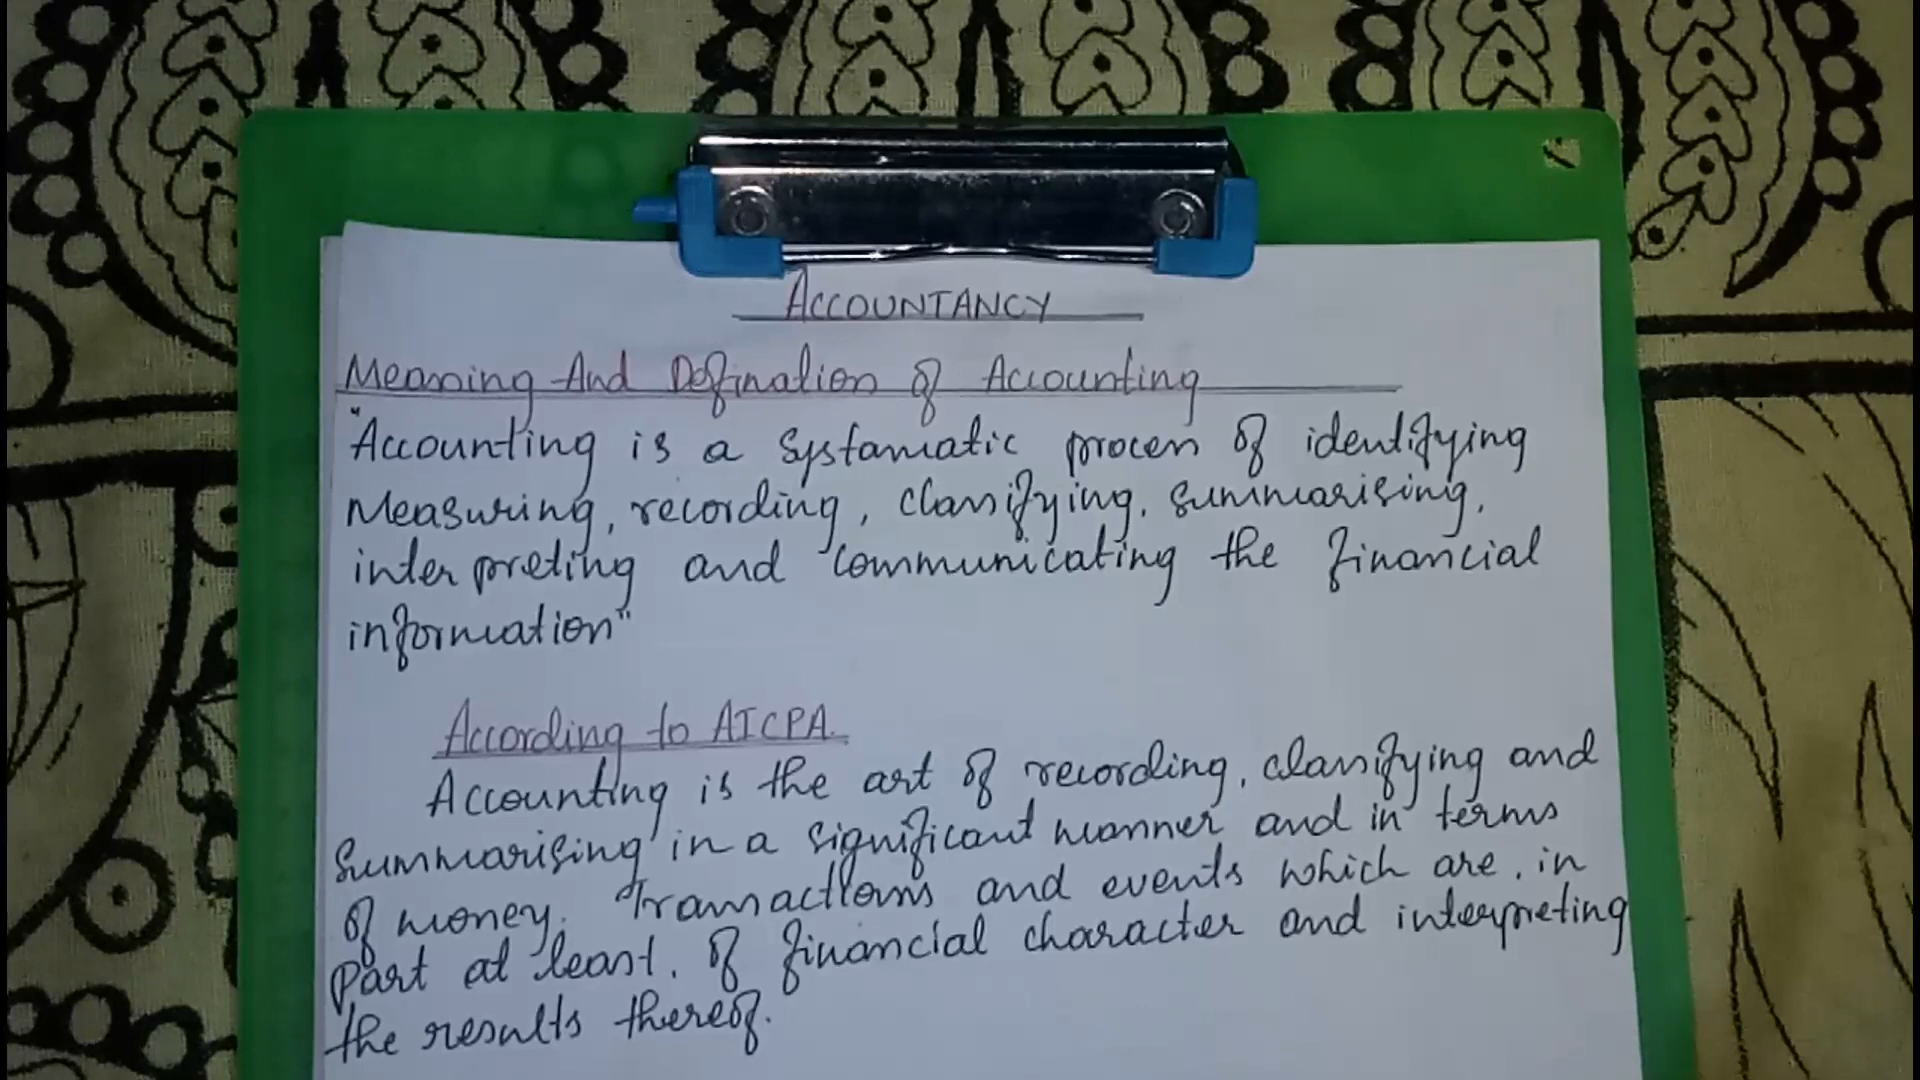 ACCOUNTANCY
Meaning And Defination of Accounting
"Accounting is a Systamatic process of identifying
Measuring, recording, classifying, summarising,
interpreting and communicating the financial
information"
According to AICPA.
Accounting is the art of recording, classifying and
Summarising in a significant manner and in terms
of money. Transactions and events which are, in
Part at least, of financial character and interpreting
the results thereof.